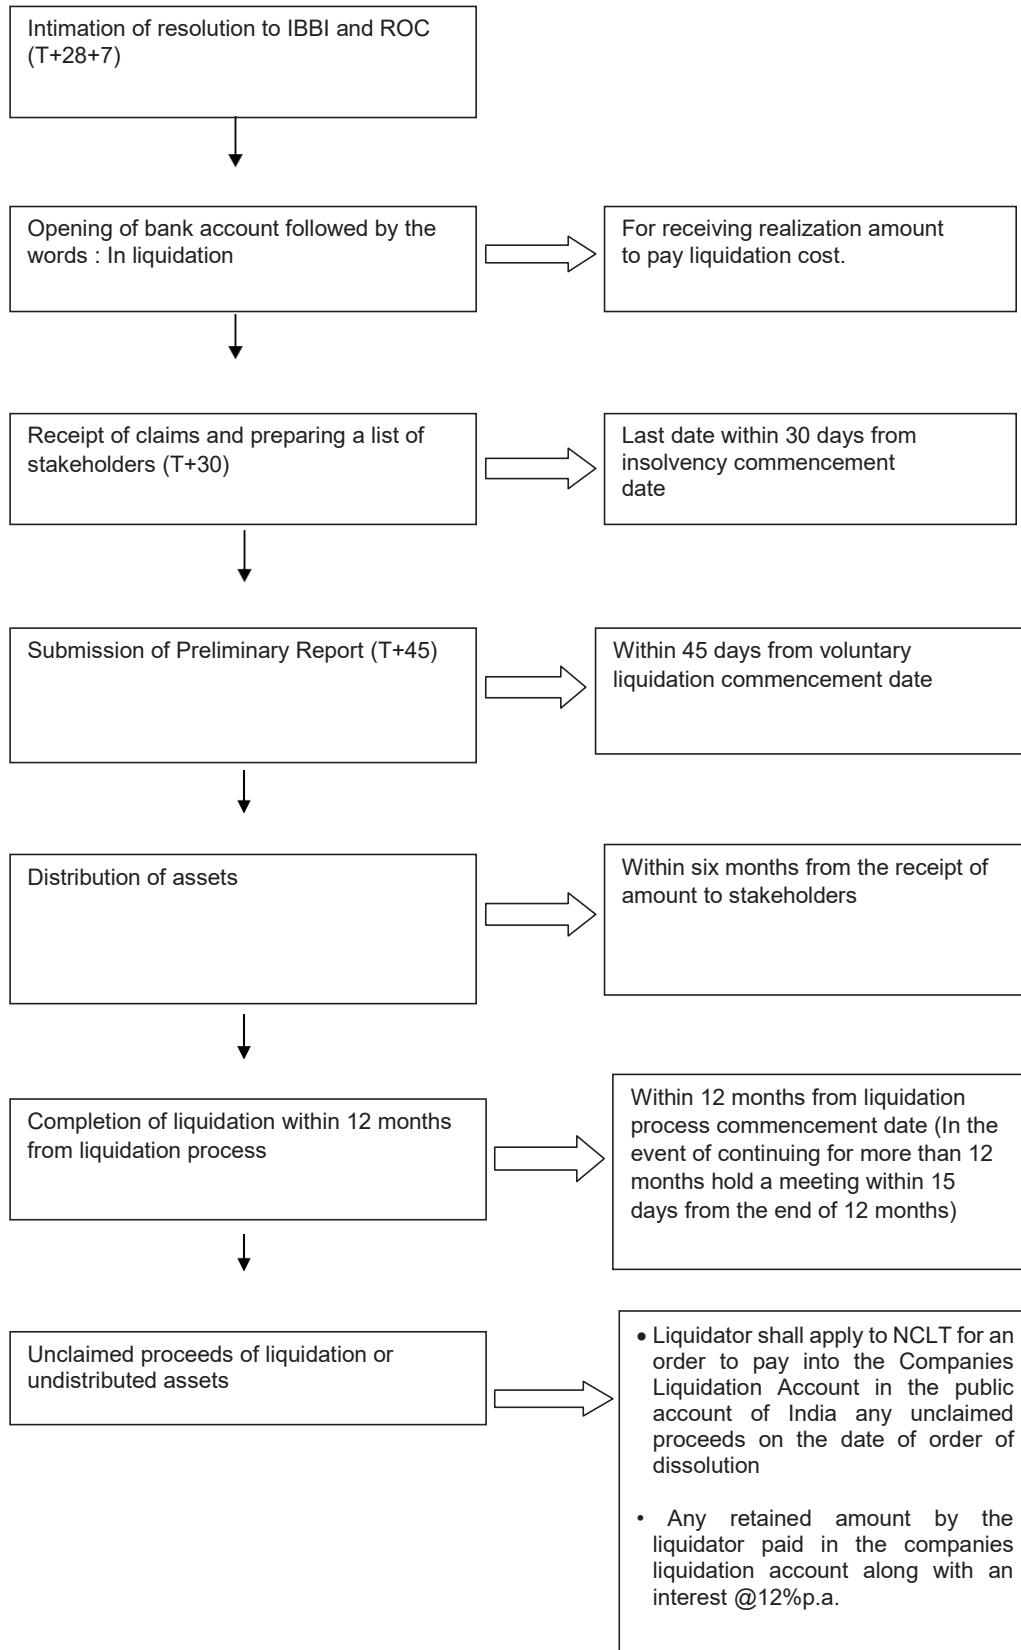 Intimation of resolution to IBBI and ROC
(T+28+7)
Opening of bank account followed by the
words : In liquidation
For receiving realization amount
to pay liquidation cost.
Receipt of claims and preparing a list of
stakeholders (T+30)
Last date within 30 days from
insolvency commencement
date
Submission of Preliminary Report (T+45)
Within 45 days from voluntary
liquidation commencement date
Distribution of assets
Within six months from the receipt of
amount to stakeholders
Completion of liquidation within 12 months
from liquidation process
Within 12 months from liquidation
process commencement date (In the
event of continuing for more than 12
months hold a meeting within 15
days from the end of 12 months)
Unclaimed proceeds of liquidation or
undistributed assets
• Liquidator shall apply to NCLT for an
order to pay into the Companies
Liquidation Account in the public
account of India any unclaimed
proceeds on the date of order of
dissolution
• Any retained amount by the
liquidator paid in the companies
liquidation account along with an
interest @12%p.a.